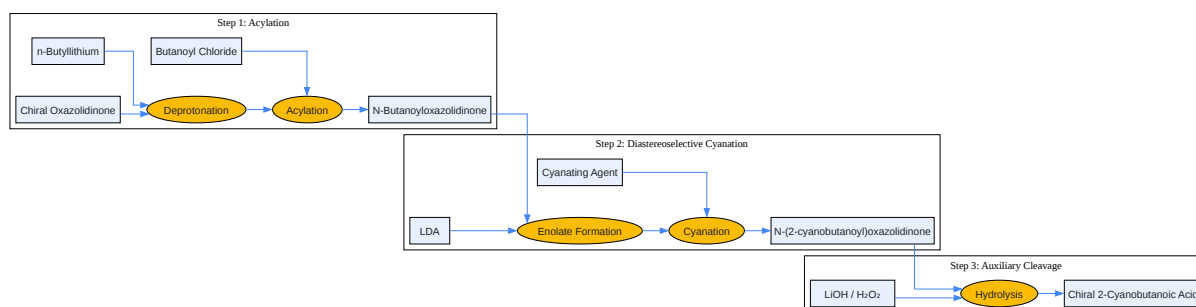 Step 1: Acylation
n-Butyllithium
Butanoyl Chloride
Chiral Oxazolidinone
Deprotonation
Acylation
N-Butanoyloxazolidinone
Step 2: Diastereoselective Cyanation
Cyanating Agent
LDA
Enolate Formation
Cyanation
N-(2-cyanobutanoyl)oxazolidinone
Step 3: Auxiliary Cleavage
LiOH / H₂O₂
Hydrolysis
Chiral 2-Cyanobutanoic Acid